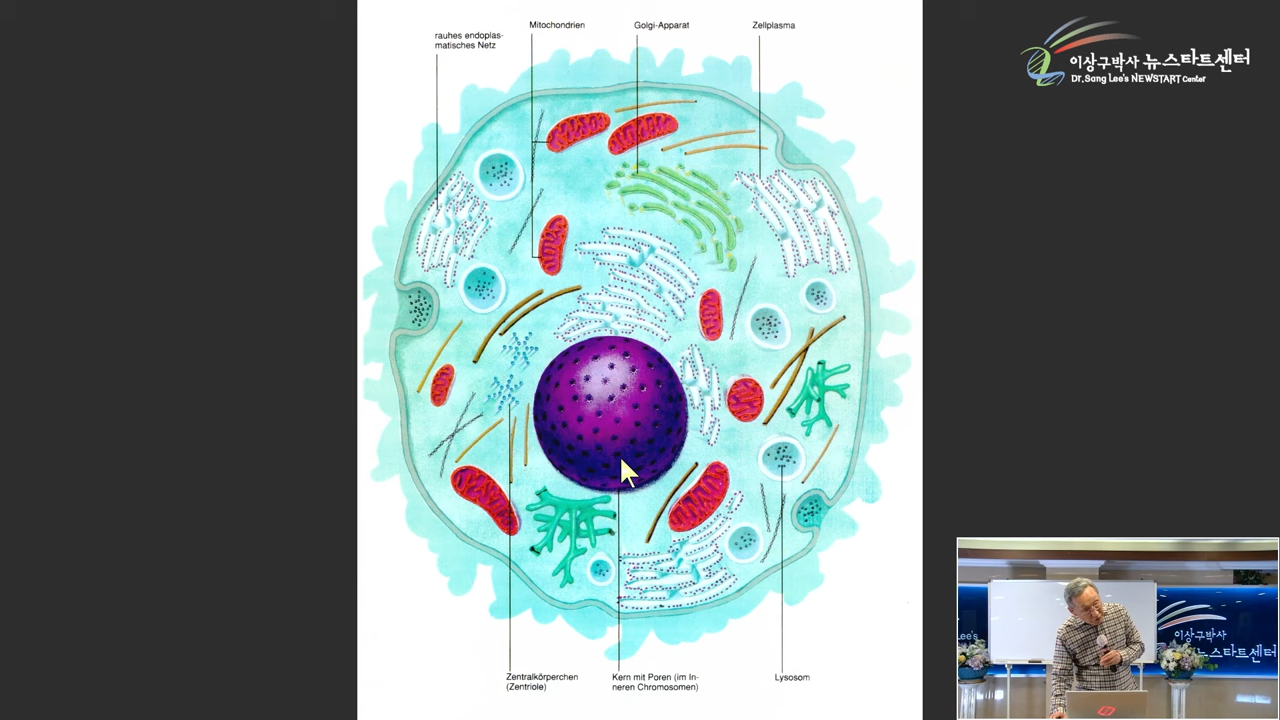 Mitochondrien
Golgi-Apparat
Zellplasma
rauhes endoplas-
matisches Netz
이상구박사 뉴스타트센터
Dr. Sang Lee's NEWSTART Center
Zentralkörperchen
(Zentriole)
Kern mit Poren (im In-
neren Chromosomen)
Lysosom
Lee's
이상구박사
뉴스타트센터